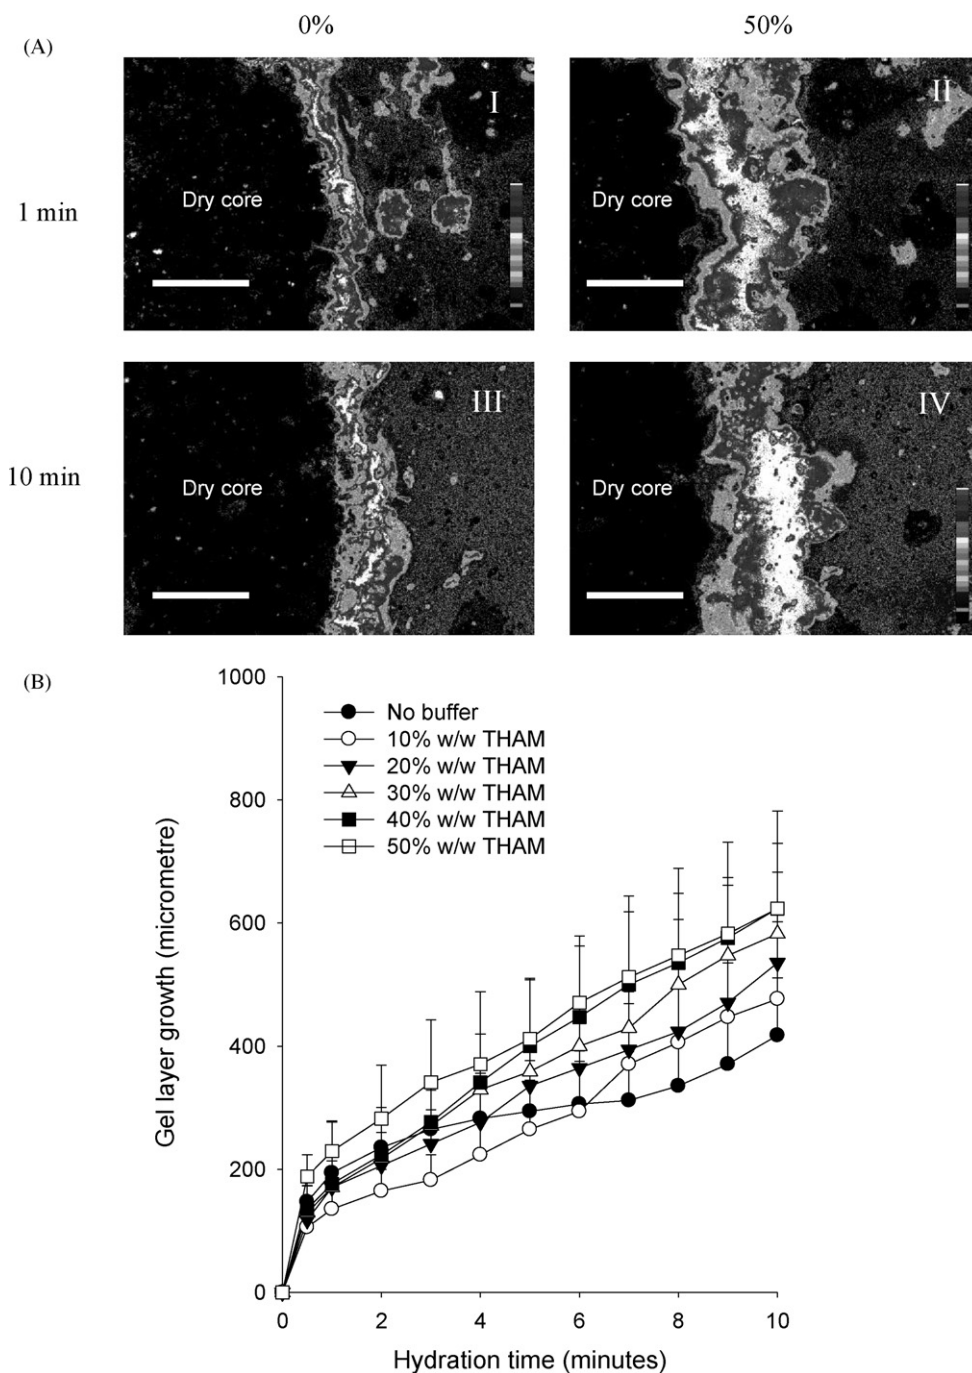 0%
50%
(A)
I
II
1 min
Dry core
Dry core
III
IV
10 min
Dry core
Dry core
(B)
1000
800
600
400
200
0
Gel layer growth (micrometre)
No buffer
10% w/w THAM
20% w/w THAM
30% w/w THAM
40% w/w THAM
50% w/w THAM
0 2 4 6 8 10
Hydration time (minutes)